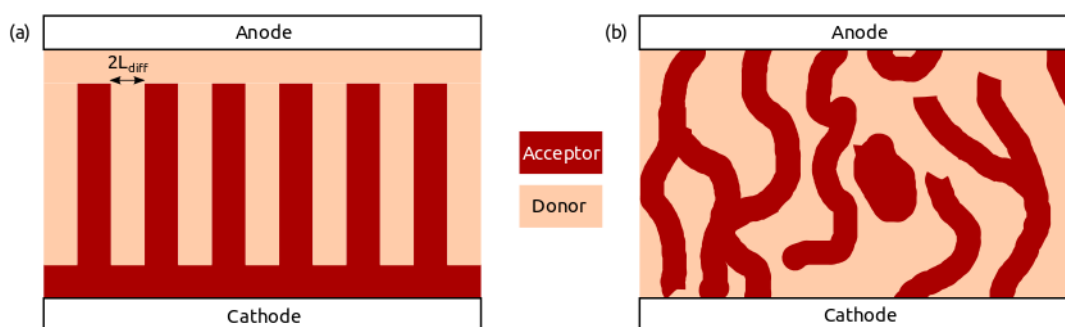 (a)
Anode
2L_diff
Cathode
Acceptor
Donor
(b)
Anode
Cathode